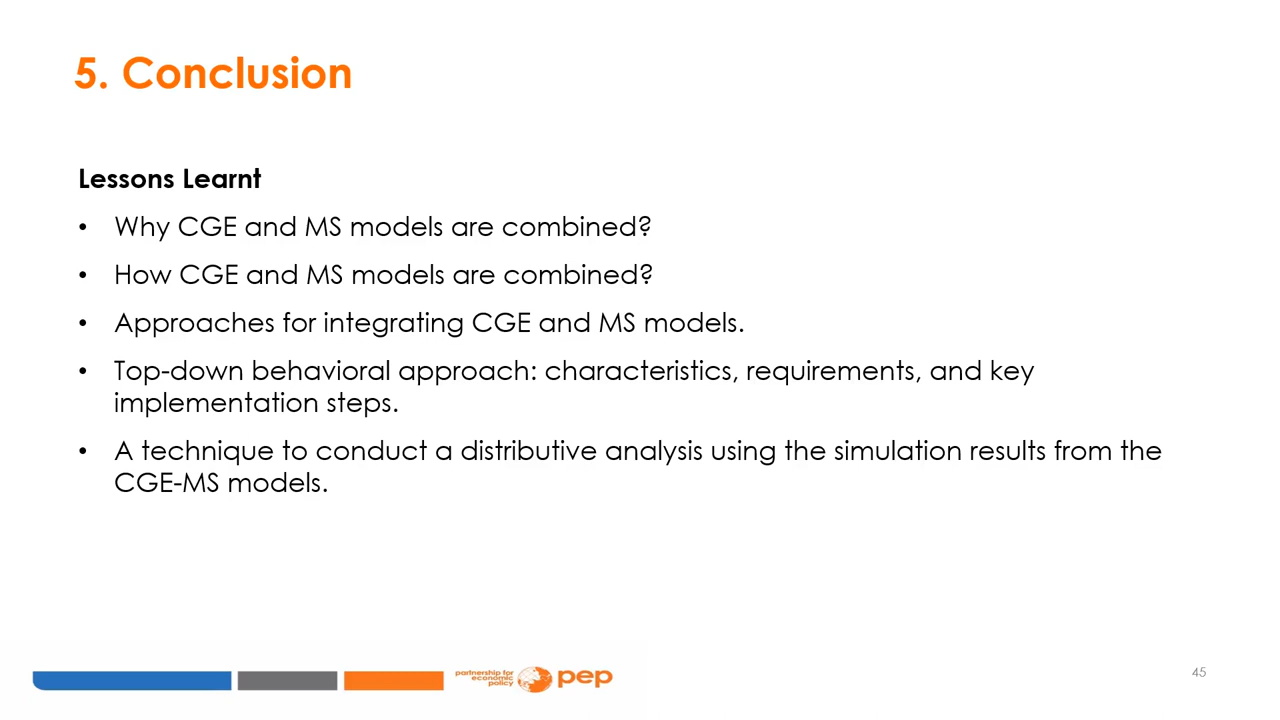 5. Conclusion
Lessons Learnt
• Why CGE and MS models are combined?
• How CGE and MS models are combined?
• Approaches for integrating CGE and MS models.
• Top-down behavioral approach: characteristics, requirements, and key
implementation steps.
• A technique to conduct a distributive analysis using the simulation results from the
CGE-MS models.
partnership for
economic
policy
pep
45